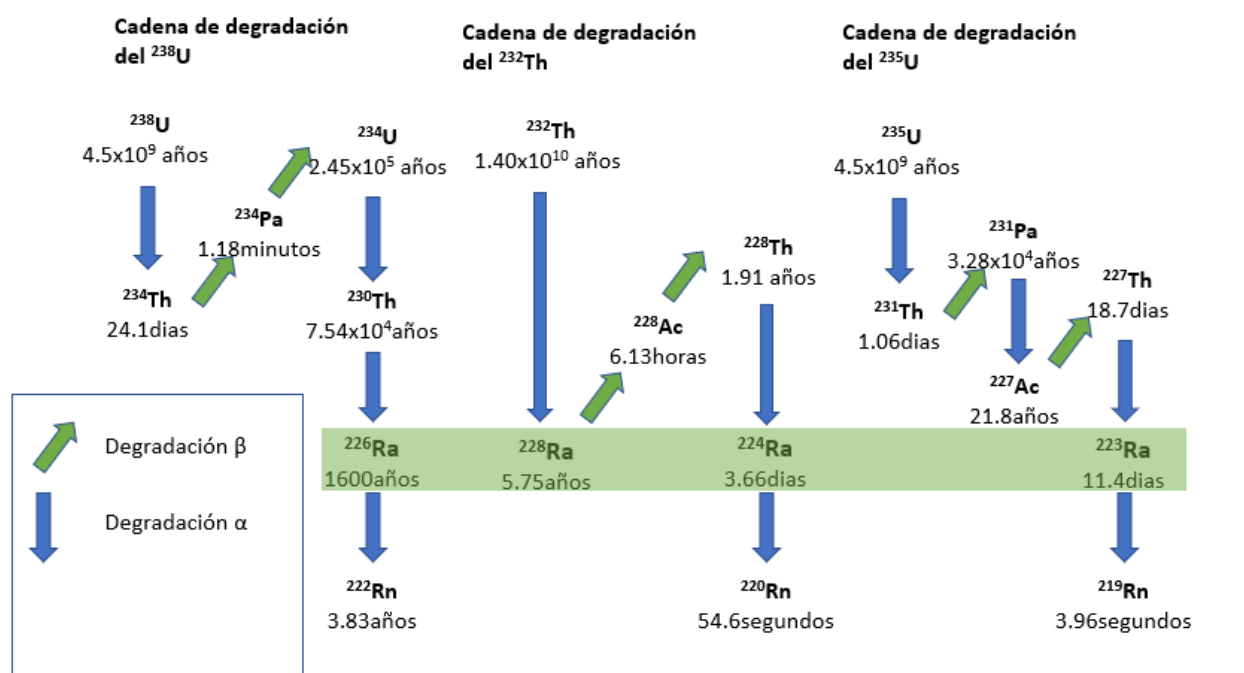 Cadena de degradación
del ²³⁸U
²³⁸U
4.5x10⁹ años
²³⁴Th
24.1dias
²³⁴Pa
1.18minutos
²³⁴U
2.45x10⁵ años
²³⁰Th
7.54x10⁴años
²²⁶Ra
1600años
²²²Rn
3.83años
Cadena de degradación
del ²³²Th
²³²Th
1.40x10¹⁰ años
²²⁸Ra
5.75años
²²⁸Ac
6.13horas
²²⁸Th
1.91 años
²²⁴Ra
3.66dias
²²⁰Rn
54.6segundos
Cadena de degradación
del ²³⁵U
²³⁵U
4.5x10⁹ años
²³¹Th
1.06dias
²³¹Pa
3.28x10⁴años
²²⁷Ac
21.8años
²²⁷Th
18.7dias
²²³Ra
11.4dias
²¹⁹Rn
3.96segundos
Degradación β
Degradación α